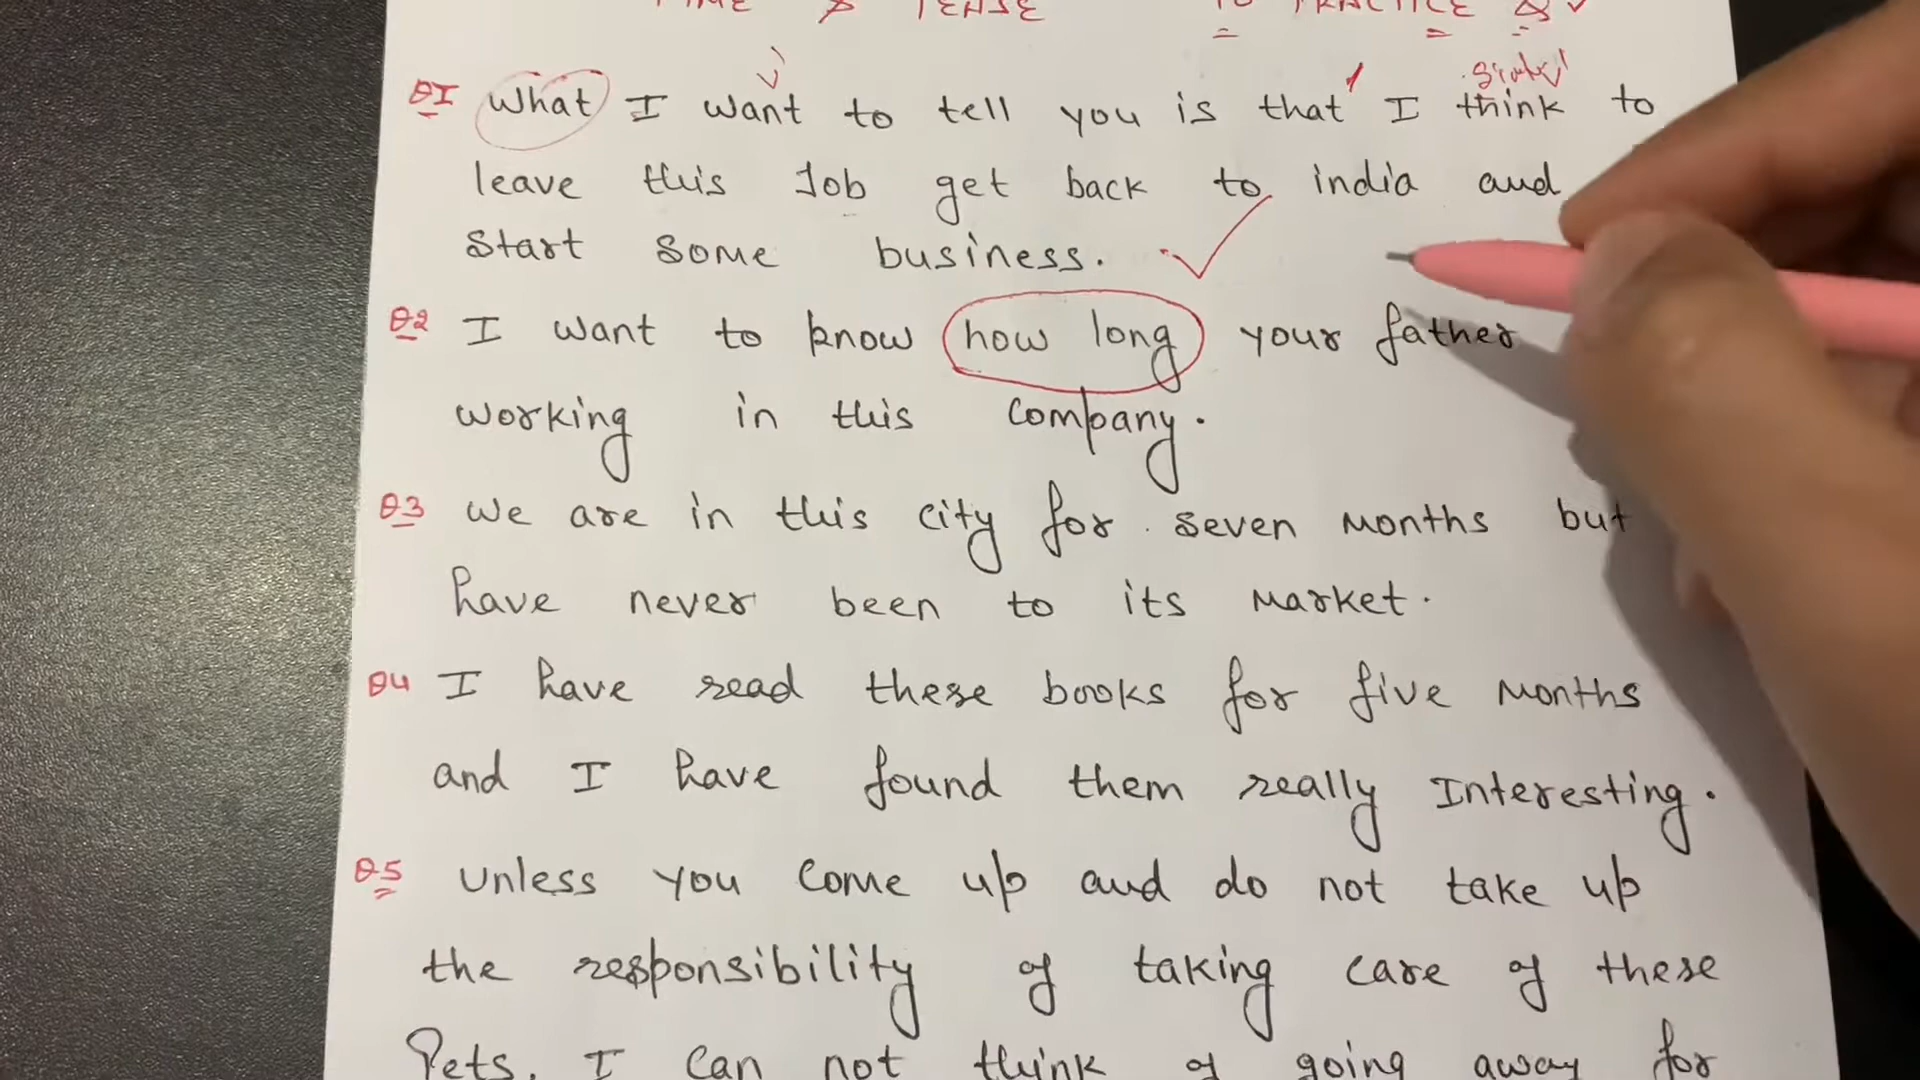 TIME & TENSE TO PRACTICE
Q1 What I want to tell you is that I think to
leave this Job get back to india and
Start Some business.
Q2 I want to know how long your father
working in this company.
Q3 We are in this city for seven months but
have never been to its market.
Q4 I have read these books for five months
and I have found them really Interesting.
Q5 Unless you come up and do not take up
the responsibility of taking care of these
Pets, I can not think of going away for